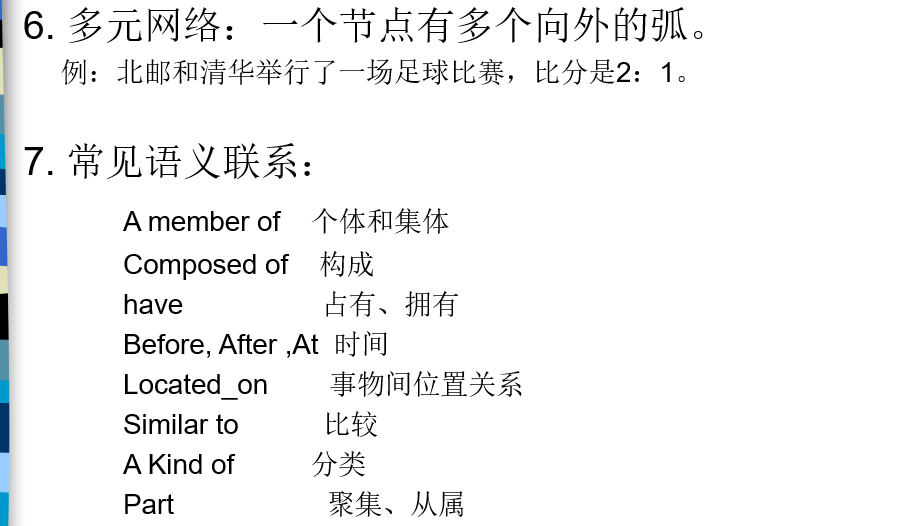 6. 多元网络：一个节点有多个向外的弧。
例：北邮和清华举行了一场足球比赛，比分是2：1。
7. 常见语义联系：
A member of 个体和集体
Composed of 构成
have 占有、拥有
Before, After ,At 时间
Located_on 事物间位置关系
Similar to 比较
A Kind of 分类
Part 聚集、从属